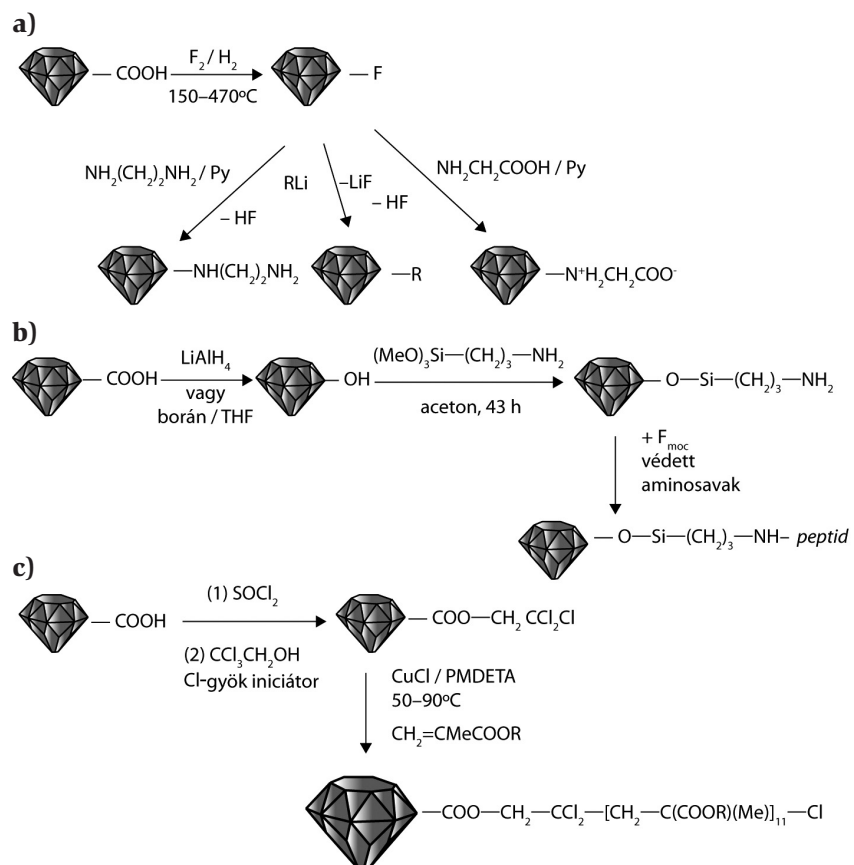 a)
COOH
F₂ / H₂
150–470ºC
F
NH₂(CH₂)₂NH₂ / Py
– HF
RLi
–LiF
– HF
NH₂CH₂COOH / Py
–NH(CH₂)₂NH₂
–R
–N⁺H₂CH₂COO⁻
b)
COOH
LiAlH₄
vagy
borán / THF
OH
(MeO)₃Si–(CH₂)₃–NH₂
aceton, 43 h
O–Si–(CH₂)₃–NH₂
+ Fₘₒc
védett
aminosavak
O–Si–(CH₂)₃–NH– peptid
c)
COOH
(1) SOCl₂
(2) CCl₃CH₂OH
Cl-gyök iniciátor
COO–CH₂ CCl₂Cl
CuCl / PMDETA
50–90ºC
CH₂=CMeCOOR
COO–CH₂–CCl₂–[CH₂–C(COOR)(Me)]₁₁–Cl